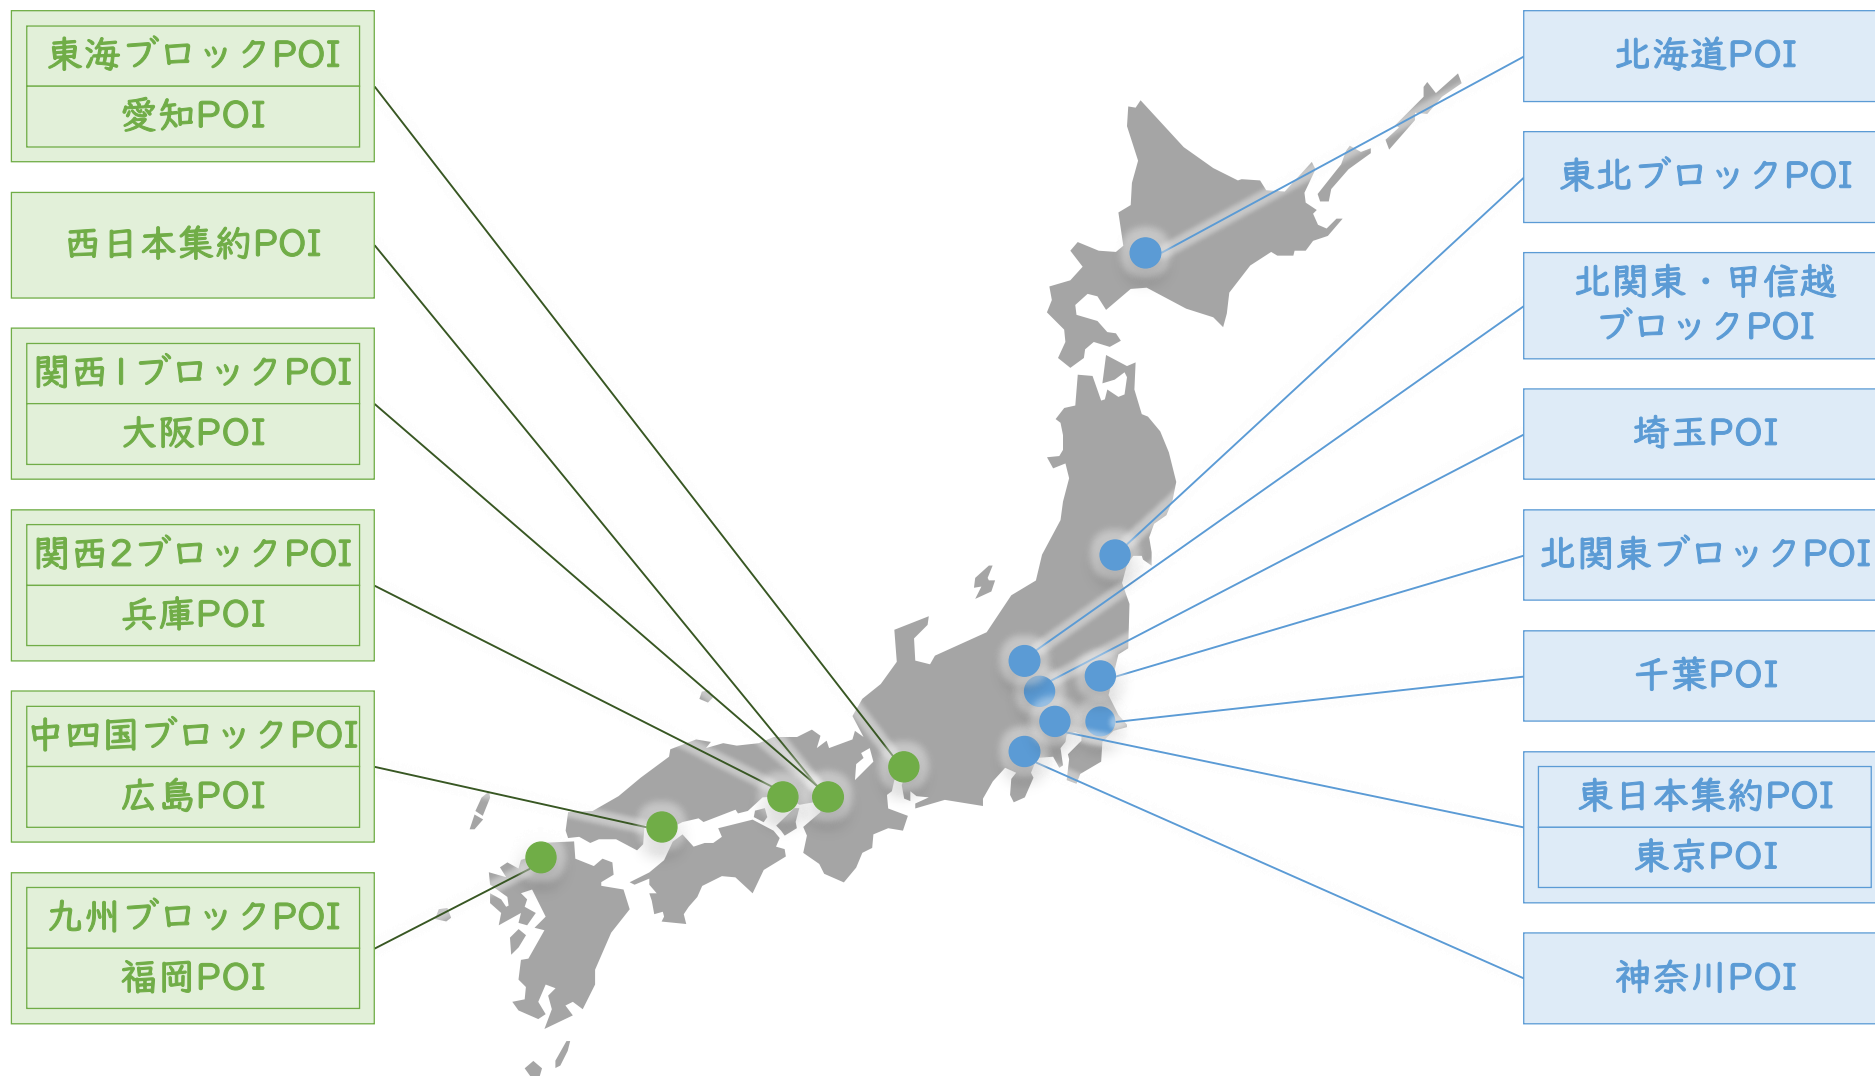 東海ブロックPOI
愛知POI
西日本集約POI
関西1ブロックPOI
大阪POI
関西2ブロックPOI
兵庫POI
中四国ブロックPOI
広島POI
九州ブロックPOI
福岡POI
北海道POI
東北ブロックPOI
北関東・甲信越
ブロックPOI
埼玉POI
北関東ブロックPOI
千葉POI
東日本集約POI
東京POI
神奈川POI